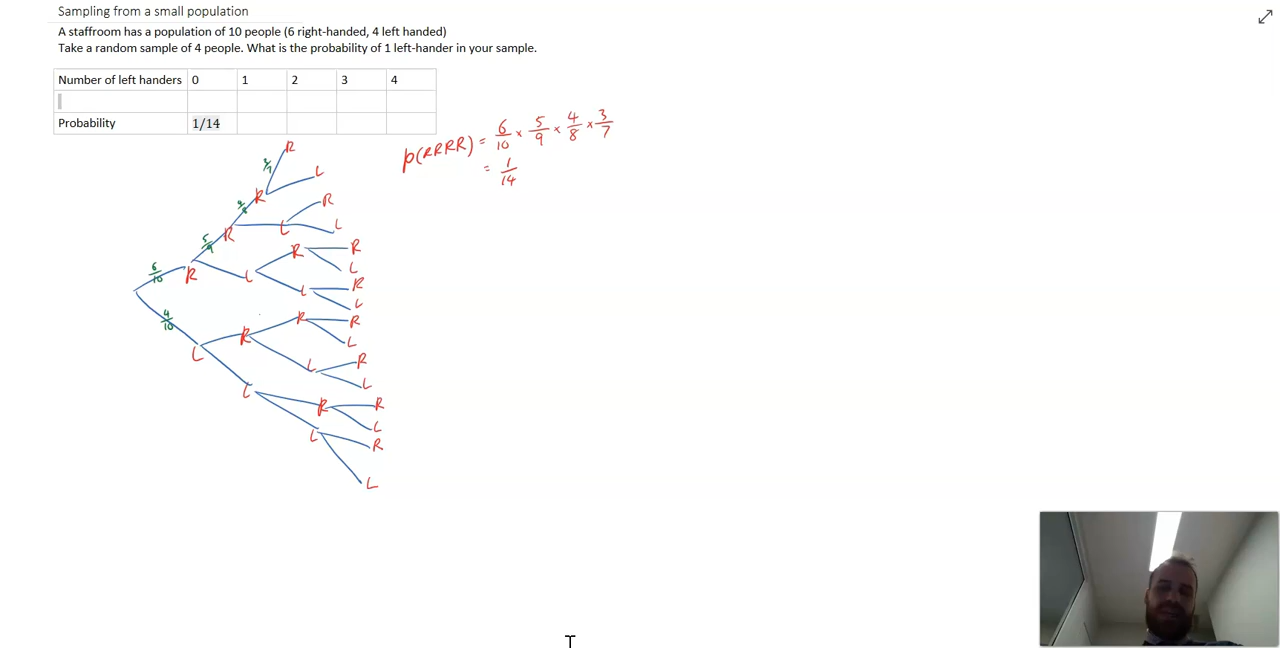 Sampling from a small population
A staffroom has a population of 10 people (6 right-handed, 4 left handed)
Take a random sample of 4 people. What is the probability of 1 left-hander in your sample.
Number of left handers 0 1 2 3 4
Probability 1/14
p(RRRR) = 6/10 × 5/9 × 4/8 × 3/7
= 1/14
R
3/7
L
R
4/8
R
R
L
L
5/9
R
R
R
L
6/10
R
L
L
R
L
4/10
R
R
R
L
L
L
R
L
L
R
R
L
L
R
L